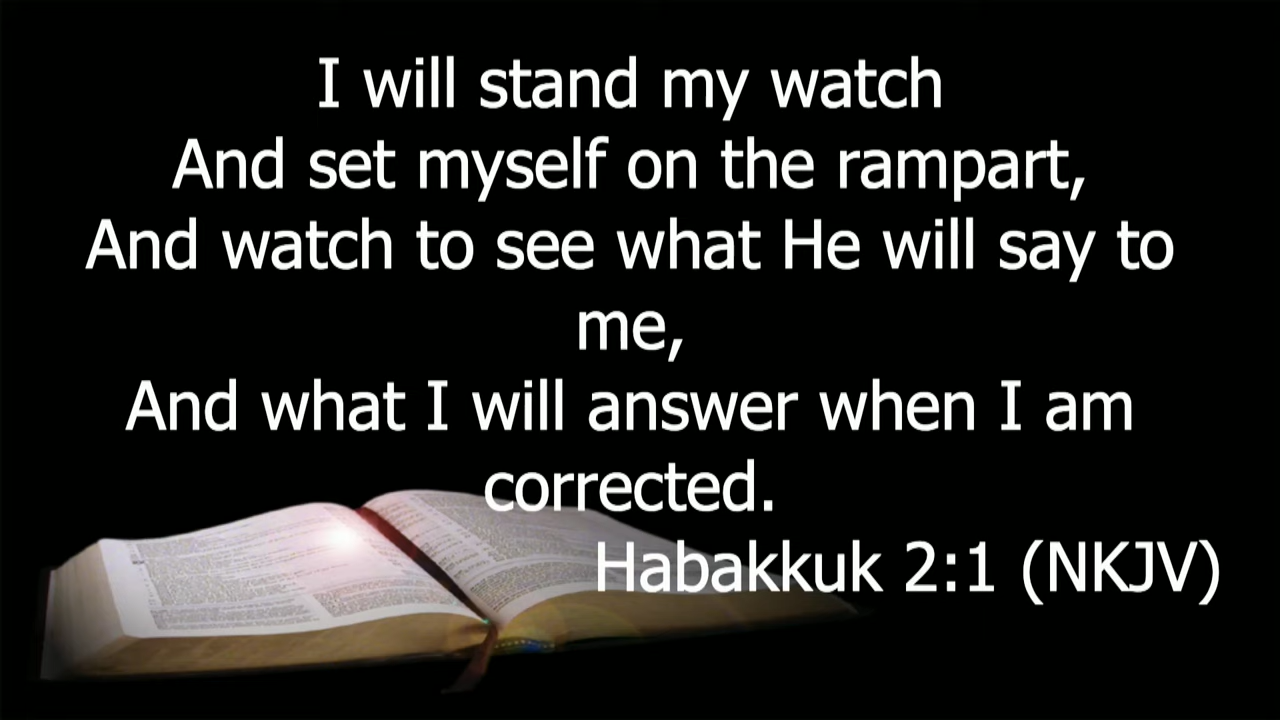 I will stand my watch
And set myself on the rampart,
And watch to see what He will say to
me,
And what I will answer when I am
corrected.
Habakkuk 2:1 (NKJV)